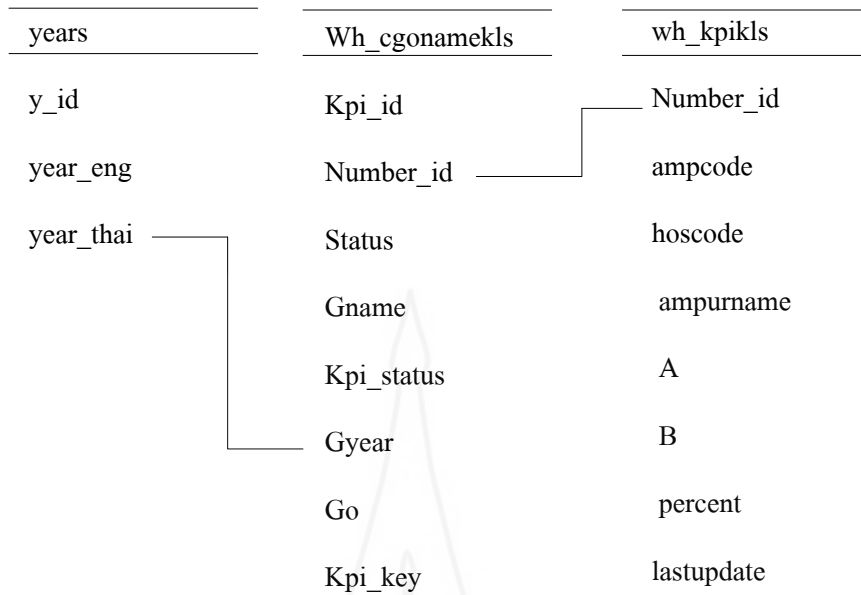 years
y_id
year_eng
year_thai
Wh_cgonamekls
Kpi_id
Number_id
Status
Gname
Kpi_status
Gyear
Go
Kpi_key
wh_kpikls
Number_id
ampcode
hoscode
ampurname
A
B
percent
lastupdate